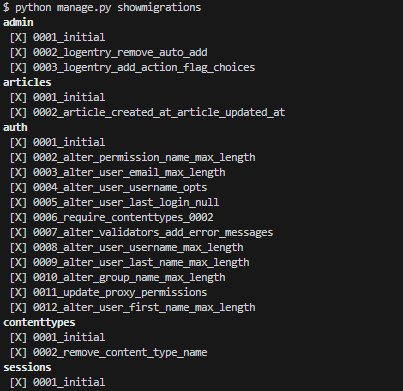 $ python manage.py showmigrations
admin
[X] 0001_initial
[X] 0002_logentry_remove_auto_add
[X] 0003_logentry_add_action_flag_choices
articles
[X] 0001_initial
[X] 0002_article_created_at_article_updated_at
auth
[X] 0001_initial
[X] 0002_alter_permission_name_max_length
[X] 0003_alter_user_email_max_length
[X] 0004_alter_user_username_opts
[X] 0005_alter_user_last_login_null
[X] 0006_require_contenttypes_0002
[X] 0007_alter_validators_add_error_messages
[X] 0008_alter_user_username_max_length
[X] 0009_alter_user_last_name_max_length
[X] 0010_alter_group_name_max_length
[X] 0011_update_proxy_permissions
[X] 0012_alter_user_first_name_max_length
contenttypes
[X] 0001_initial
[X] 0002_remove_content_type_name
sessions
[X] 0001_initial